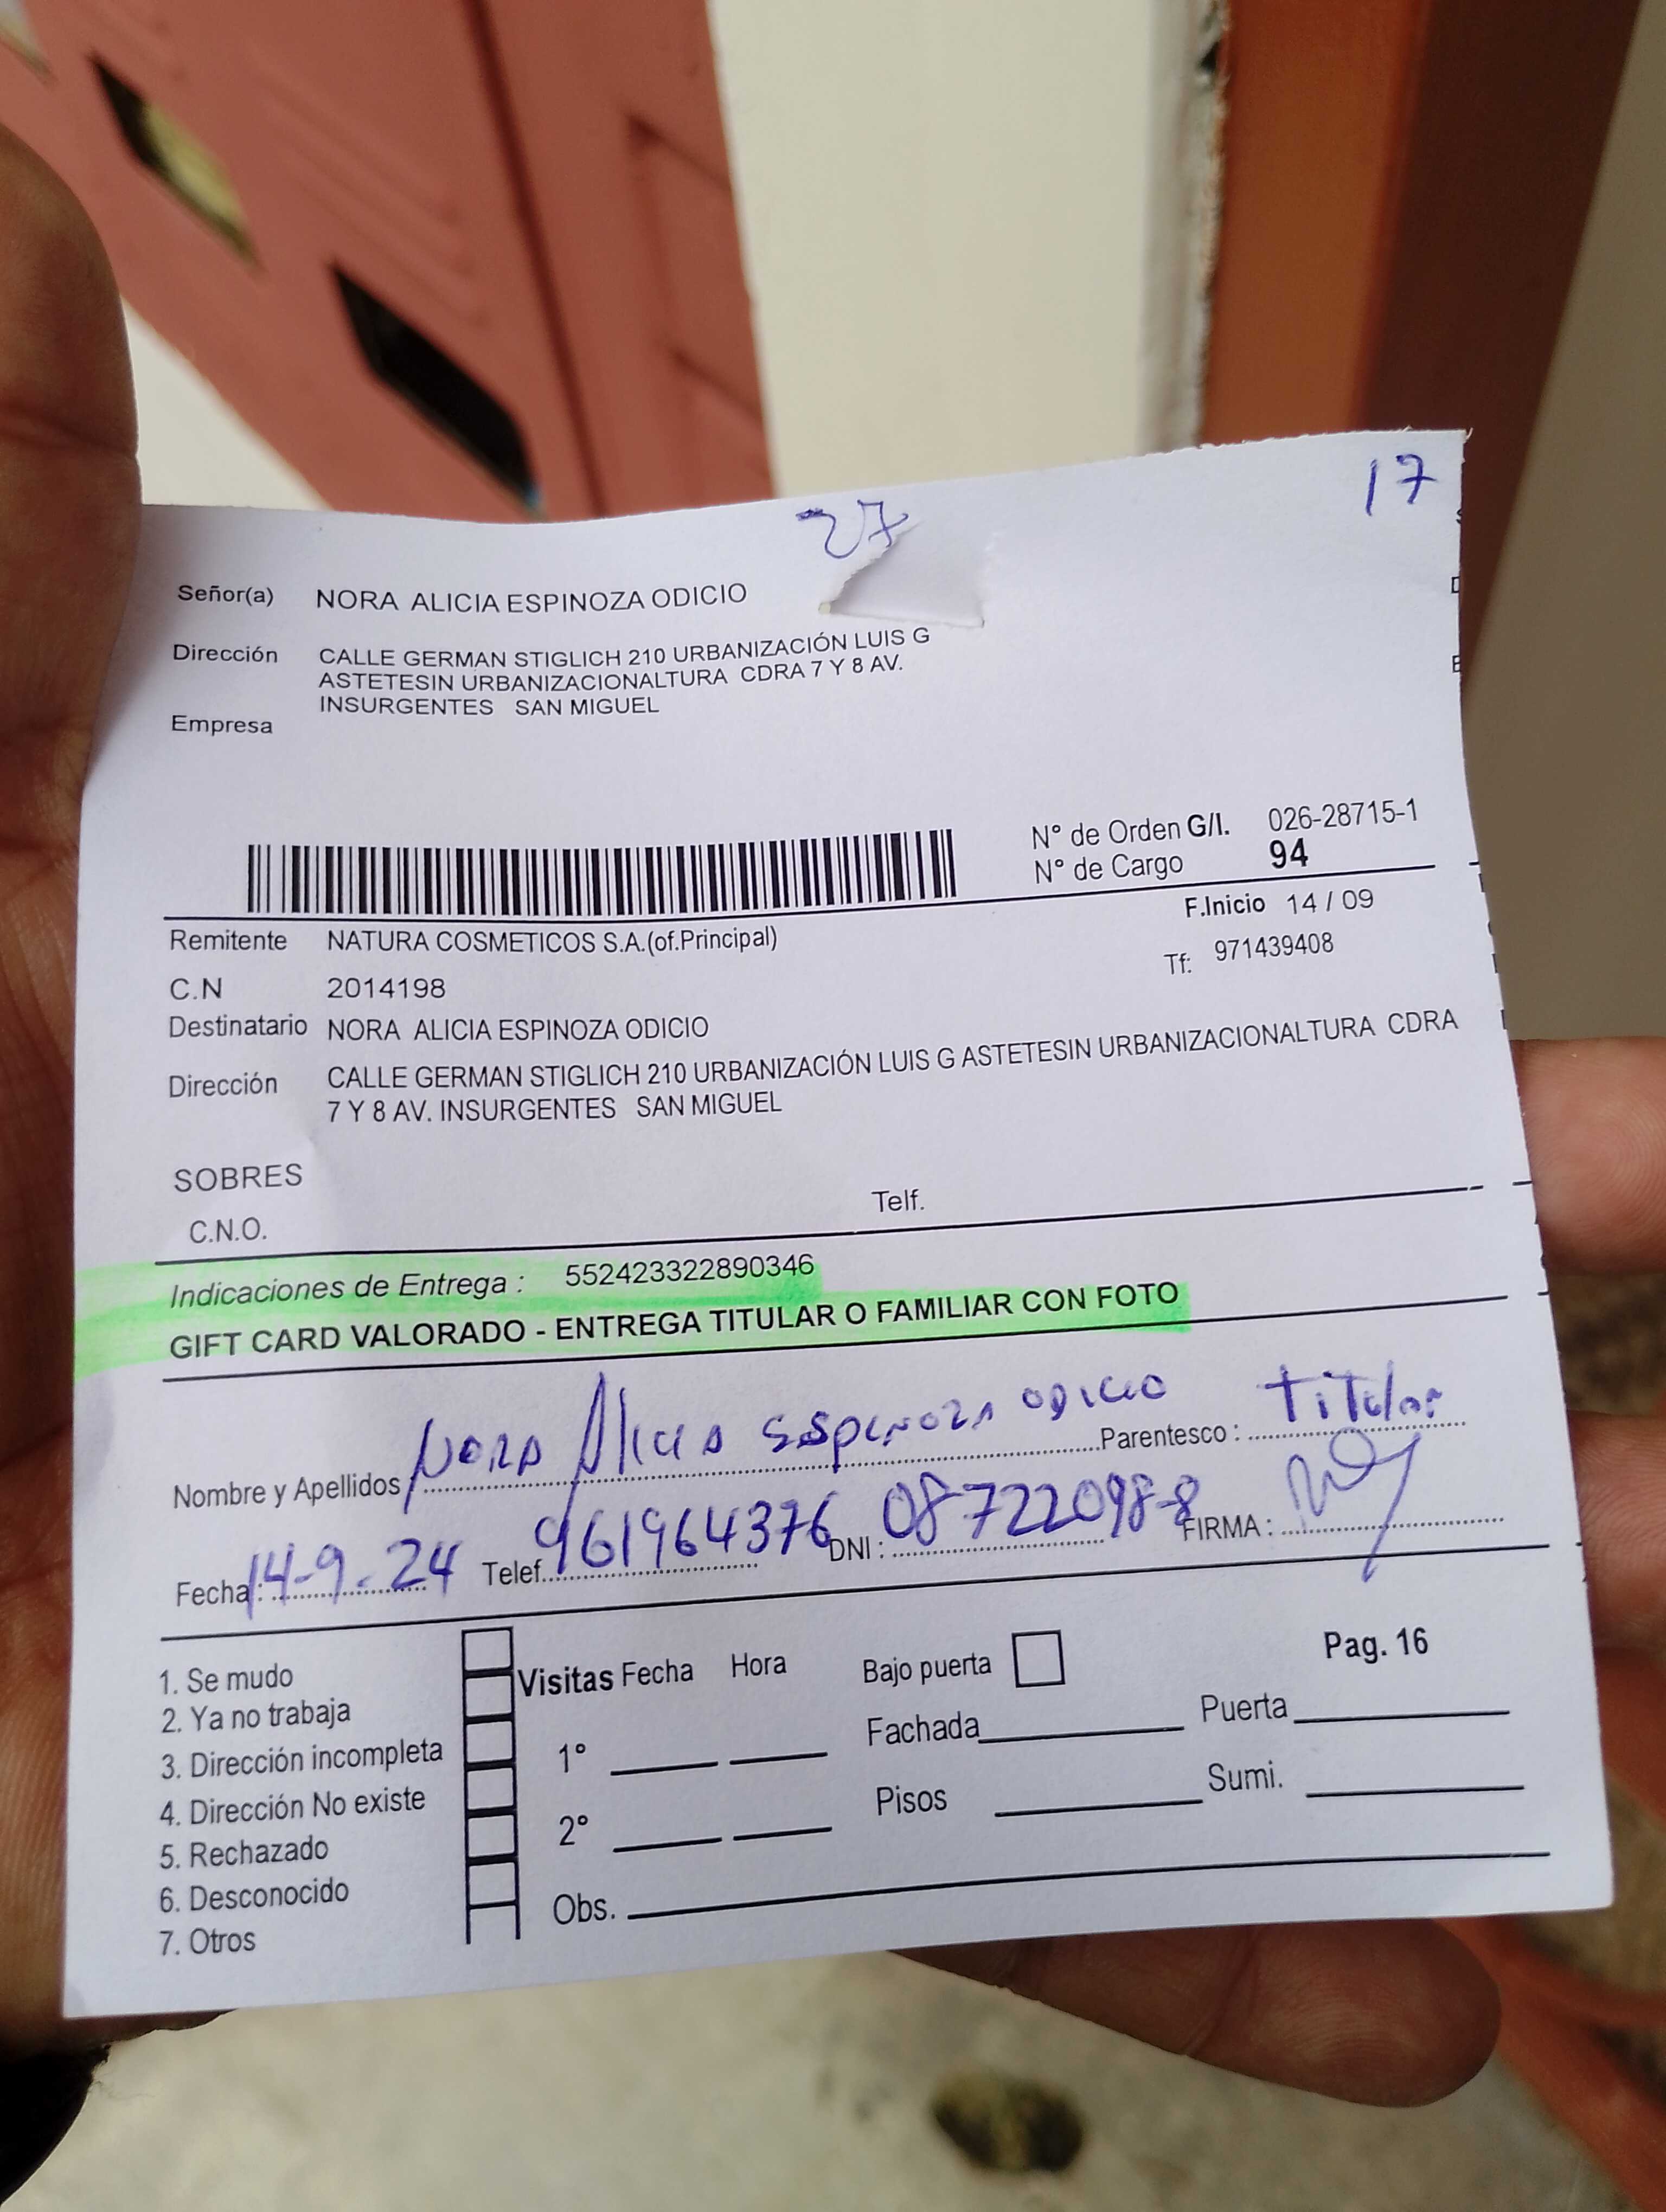 27
17
Señor(a) NORA ALICIA ESPINOZA ODICIO
Dirección CALLE GERMAN STIGLICH 210 URBANIZACIÓN LUIS G
ASTETESIN URBANIZACIONALTURA CDRA 7 Y 8 AV.
INSURGENTES SAN MIGUEL
Empresa
N° de Orden G/I. 026-28715-1
N° de Cargo 94
F.Inicio 14 / 09
Remitente NATURA COSMETICOS S.A.(of.Principal)
Tf: 971439408
C.N 2014198
Destinatario NORA ALICIA ESPINOZA ODICIO
Dirección CALLE GERMAN STIGLICH 210 URBANIZACIÓN LUIS G ASTETESIN URBANIZACIONALTURA CDRA
7 Y 8 AV. INSURGENTES SAN MIGUEL
SOBRES
C.N.O. Telf.
Indicaciones de Entrega : 552423322890346
GIFT CARD VALORADO - ENTREGA TITULAR O FAMILIAR CON FOTO
Nombre y Apellidos Nora Alicia Espinoza Odicio Parentesco : Titular
Fecha: 14-9-24 Telef. 961964376 DNI : 08722098-8 FIRMA :
1. Se mudo
2. Ya no trabaja
3. Dirección incompleta
4. Dirección No existe
5. Rechazado
6. Desconocido
7. Otros
Visitas Fecha Hora
1°
2°
Obs.
Bajo puerta
Pag. 16
Fachada Puerta
Pisos Sumi.